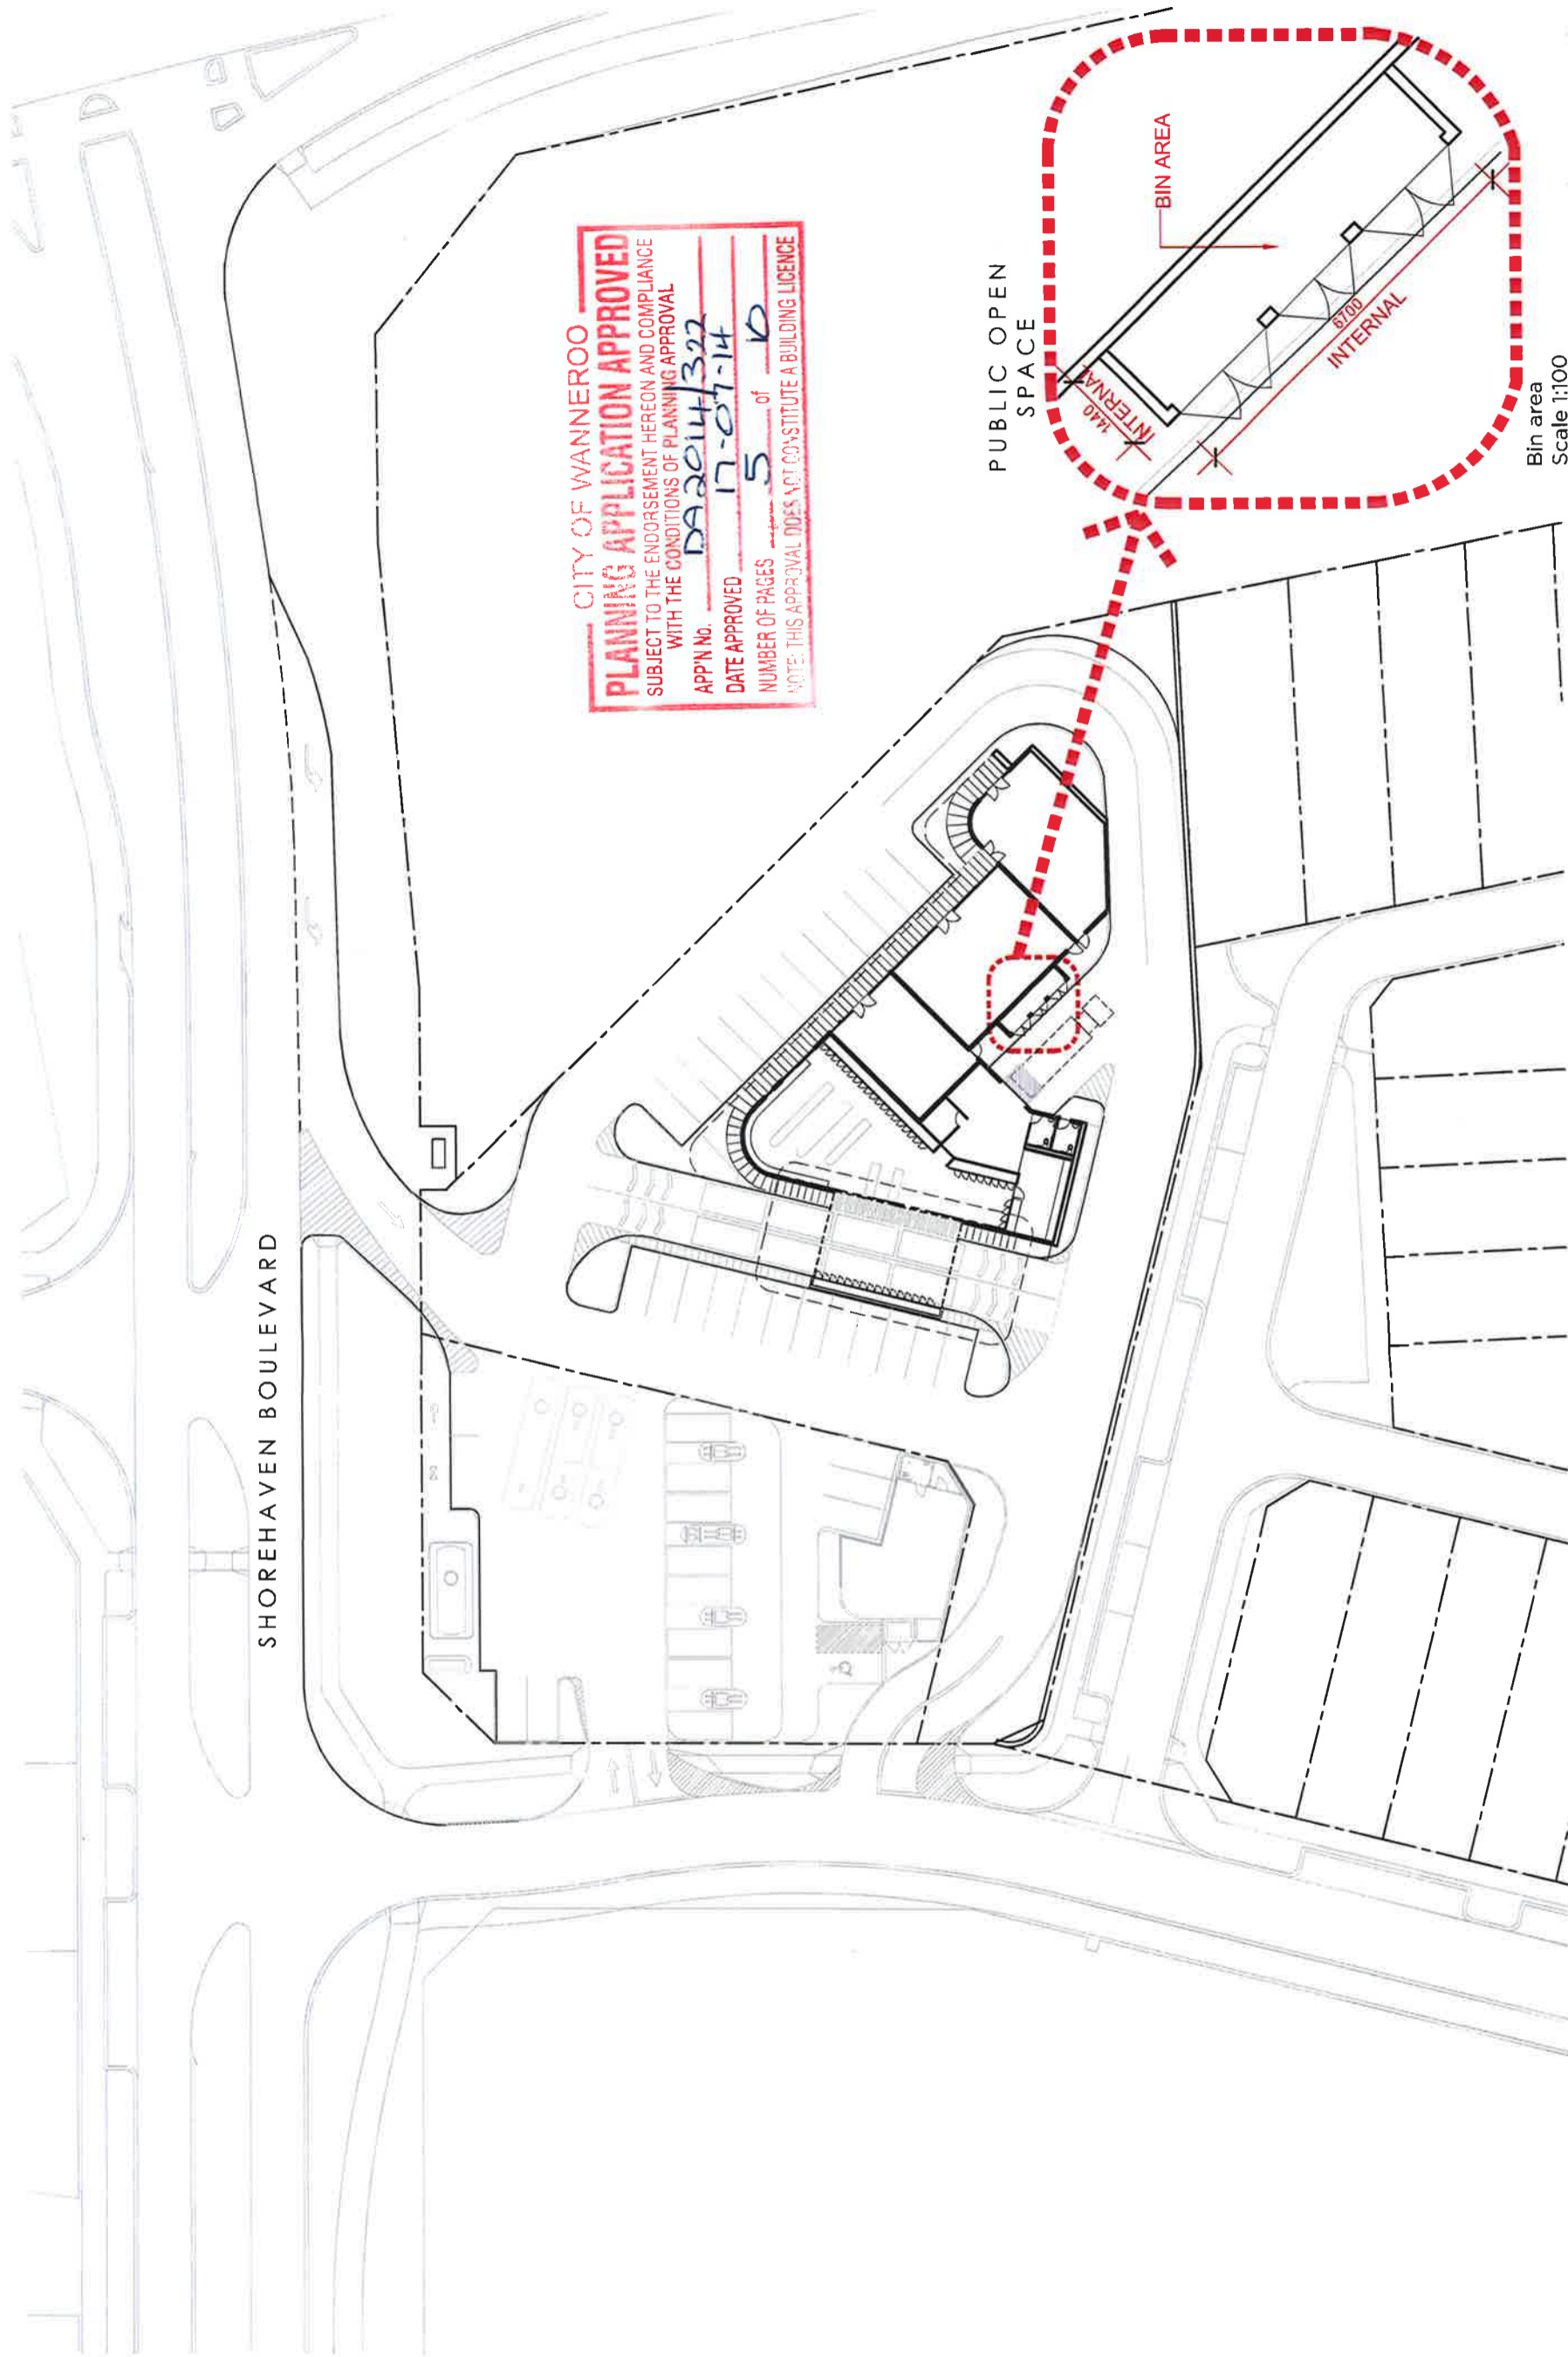 SHOREHAVEN BOULEVARD
CITY OF WANNEROO
PLANNING APPLICATION APPROVED
SUBJECT TO THE ENDORSEMENT HEREON AND COMPLIANCE
WITH THE CONDITIONS OF PLANNING APPROVAL
APP'N No. DA2014/322
DATE APPROVED 17-07-14
NUMBER OF PAGES 5 of 10
NOTE: THIS APPROVAL DOES NOT CONSTITUTE A BUILDING LICENCE
PUBLIC OPEN
SPACE
BIN AREA
1440
INTERNAL
6700
INTERNAL
Bin area
Scale 1:100